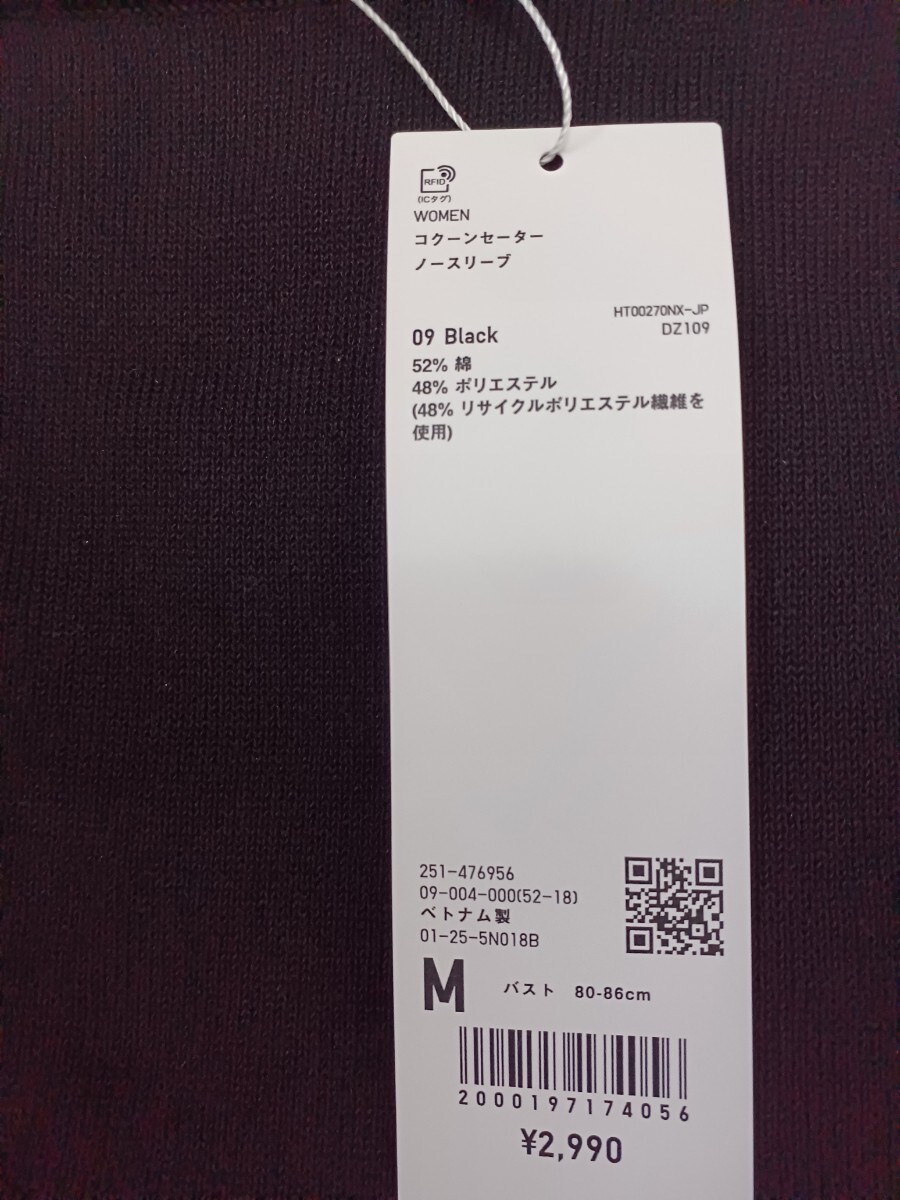 RFID
(ICタグ)
WOMEN
コクーンセーター
ノースリーブ
HT00270NX-JP
09 Black
DZ109
52% 綿
48% ポリエステル
(48% リサイクルポリエステル繊維を
使用)
251-476956
09-004-000(52-18)
ベトナム製
01-25-5N018B
M バスト 80-86cm
2000197174056
¥2,990